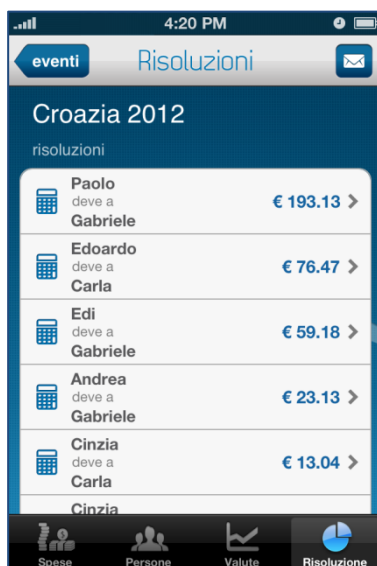 4:20 PM
eventi
Risoluzioni
Croazia 2012
risoluzioni
Paolo
deve a
Gabriele
€ 193.13
Edoardo
deve a
Carla
€ 76.47
Edi
deve a
Gabriele
€ 59.18
Andrea
deve a
Gabriele
€ 23.13
Cinzia
deve a
Carla
€ 13.04
Cinzia
Spese
Persone
Valute
Risoluzione